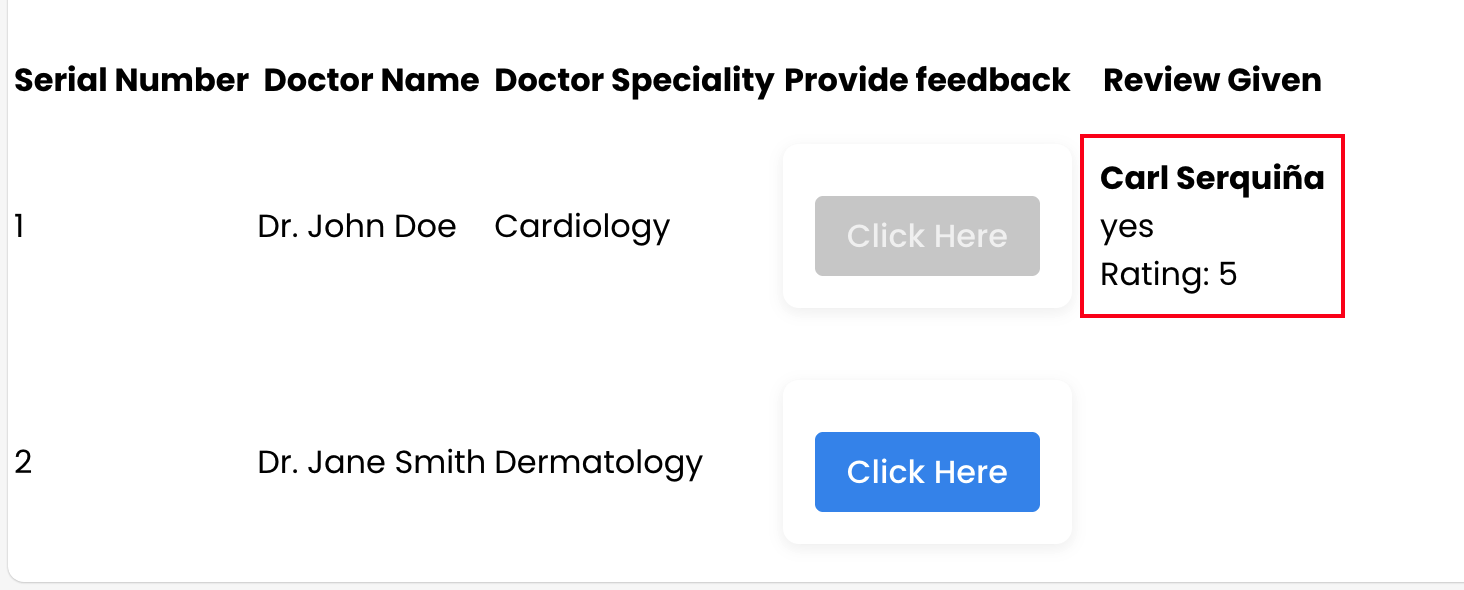 Serial Number Doctor Name Doctor Speciality Provide feedback Review Given
Carl Serquiña
1 Dr. John Doe Cardiology Click Here yes
Rating: 5
2 Dr. Jane Smith Dermatology Click Here